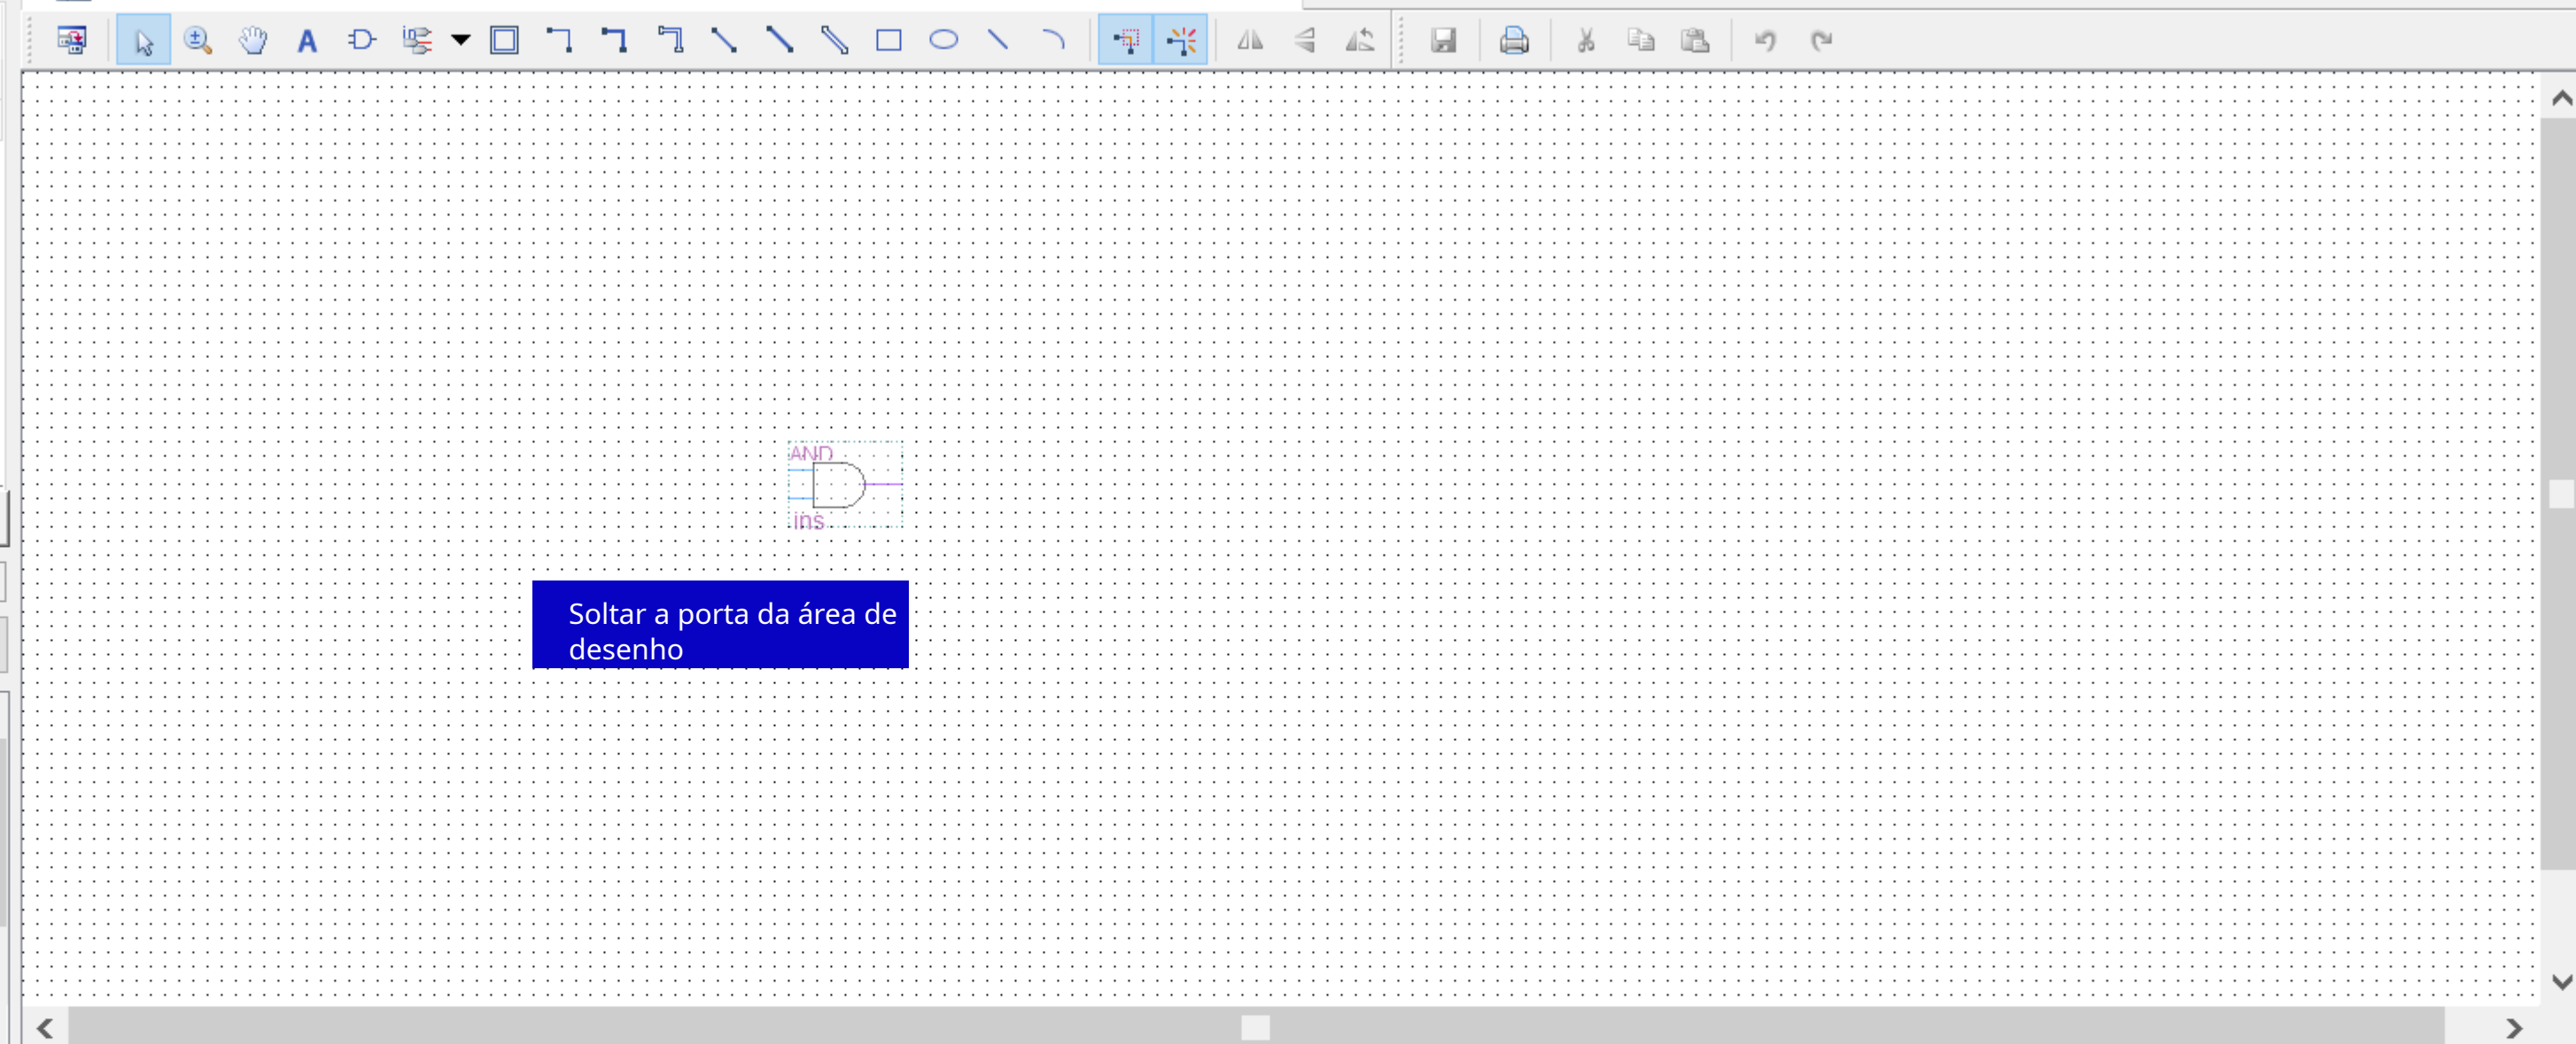 AND
ins
Soltar a porta da área de
desenho